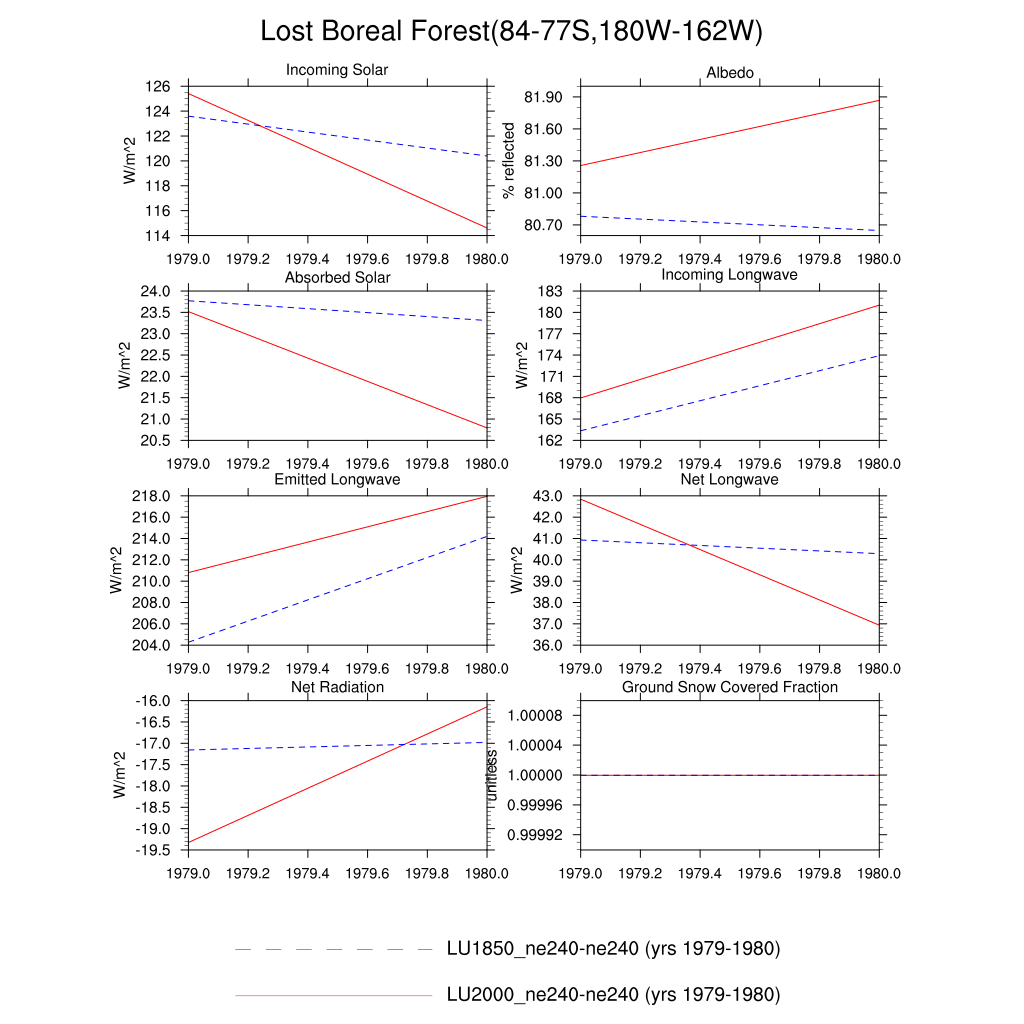 Lost Boreal Forest(84-77S,180W-162W)
Incoming Solar
W/m^2
126
124
122
120
118
116
114
1979.0 1979.2 1979.4 1979.6 1979.8 1980.0
Albedo
% reflected
81.90
81.60
81.30
81.00
80.70
1979.0 1979.2 1979.4 1979.6 1979.8 1980.0
Absorbed Solar
W/m^2
24.0
23.5
23.0
22.5
22.0
21.5
21.0
20.5
1979.0 1979.2 1979.4 1979.6 1979.8 1980.0
Incoming Longwave
W/m^2
183
180
177
174
171
168
165
162
1979.0 1979.2 1979.4 1979.6 1979.8 1980.0
Emitted Longwave
W/m^2
218.0
216.0
214.0
212.0
210.0
208.0
206.0
204.0
1979.0 1979.2 1979.4 1979.6 1979.8 1980.0
Net Longwave
W/m^2
43.0
42.0
41.0
40.0
39.0
38.0
37.0
36.0
1979.0 1979.2 1979.4 1979.6 1979.8 1980.0
Net Radiation
W/m^2
-16.0
-16.5
-17.0
-17.5
-18.0
-18.5
-19.0
-19.5
1979.0 1979.2 1979.4 1979.6 1979.8 1980.0
Ground Snow Covered Fraction
unitless
1.00008
1.00004
1.00000
0.99996
0.99992
1979.0 1979.2 1979.4 1979.6 1979.8 1980.0
LU1850_ne240-ne240 (yrs 1979-1980)
LU2000_ne240-ne240 (yrs 1979-1980)